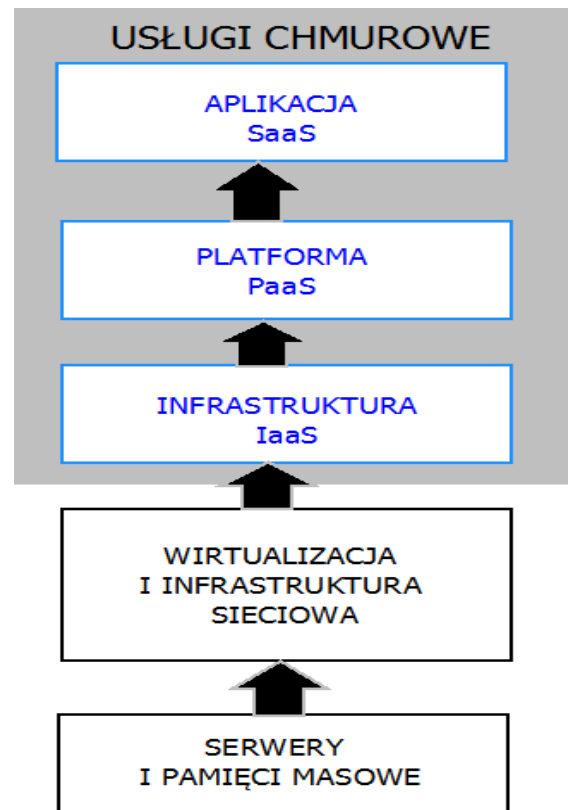 USŁUGI CHMUROWE
APLIKACJA
SaaS
PLATFORMA
PaaS
INFRASTRUKTURA
IaaS
WIRTUALIZACJA
I INFRASTRUKTURA
SIECIOWA
SERWERY
I PAMIĘCI MASOWE